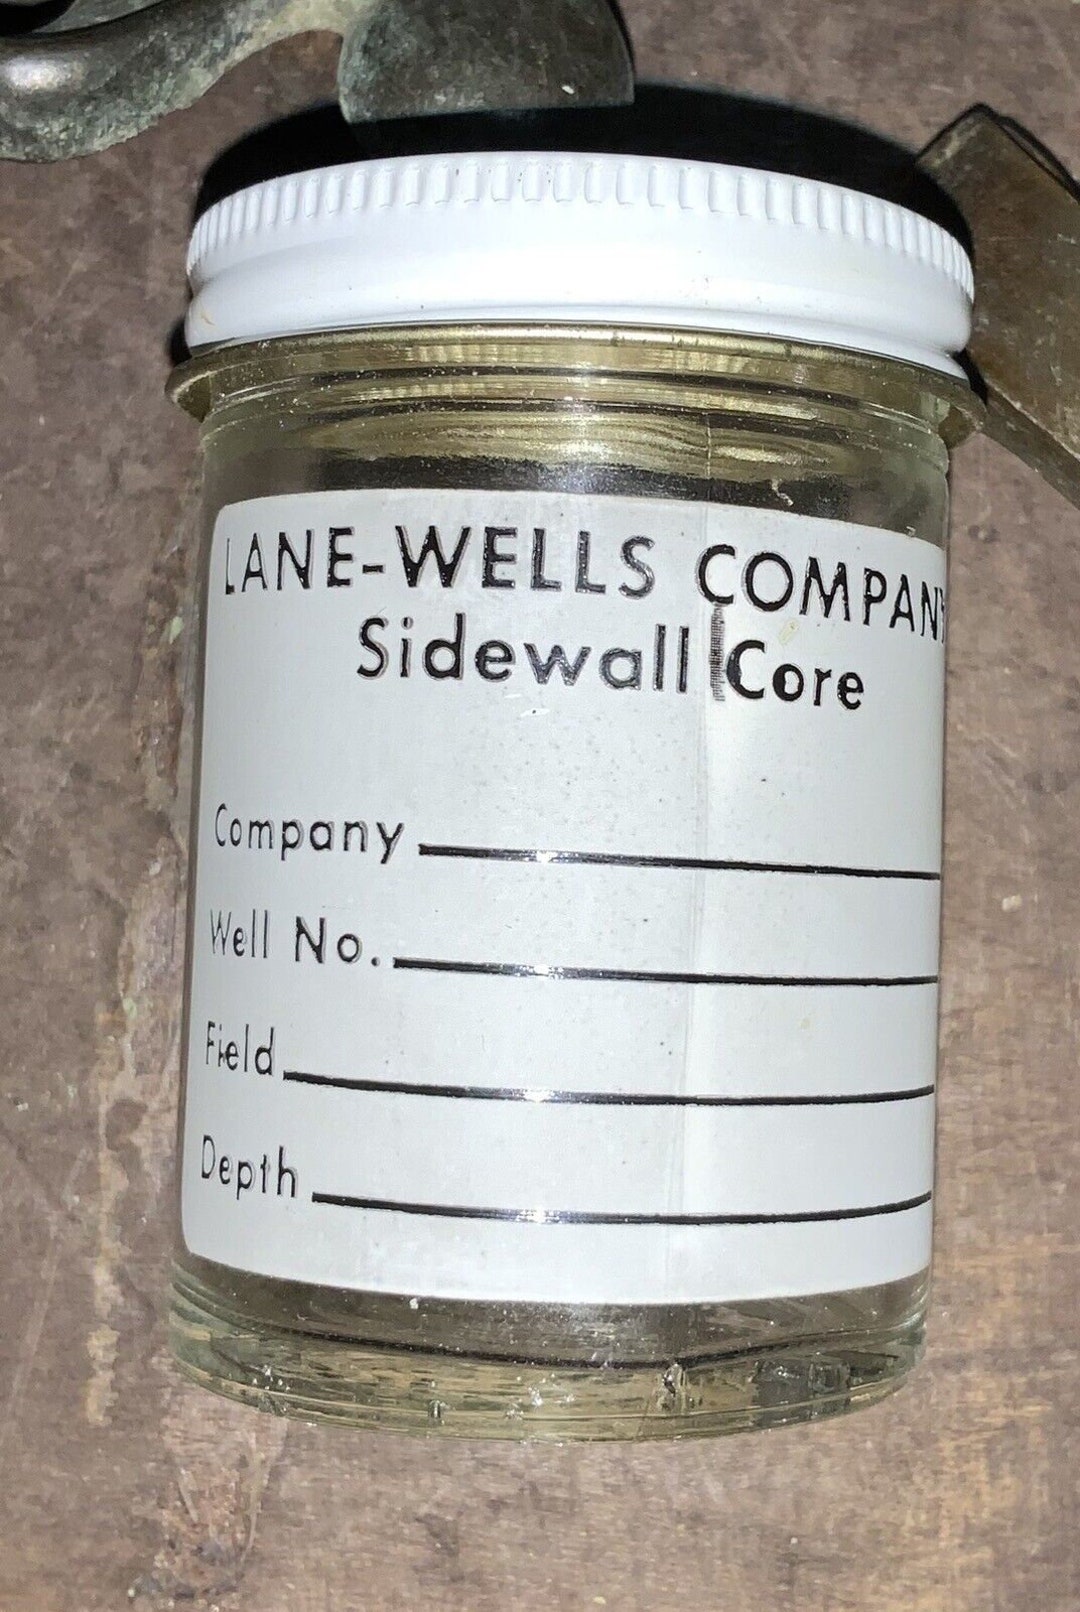 LANE-WELLS COMPANY
Sidewall Core
Company
Well No.
Field
Depth